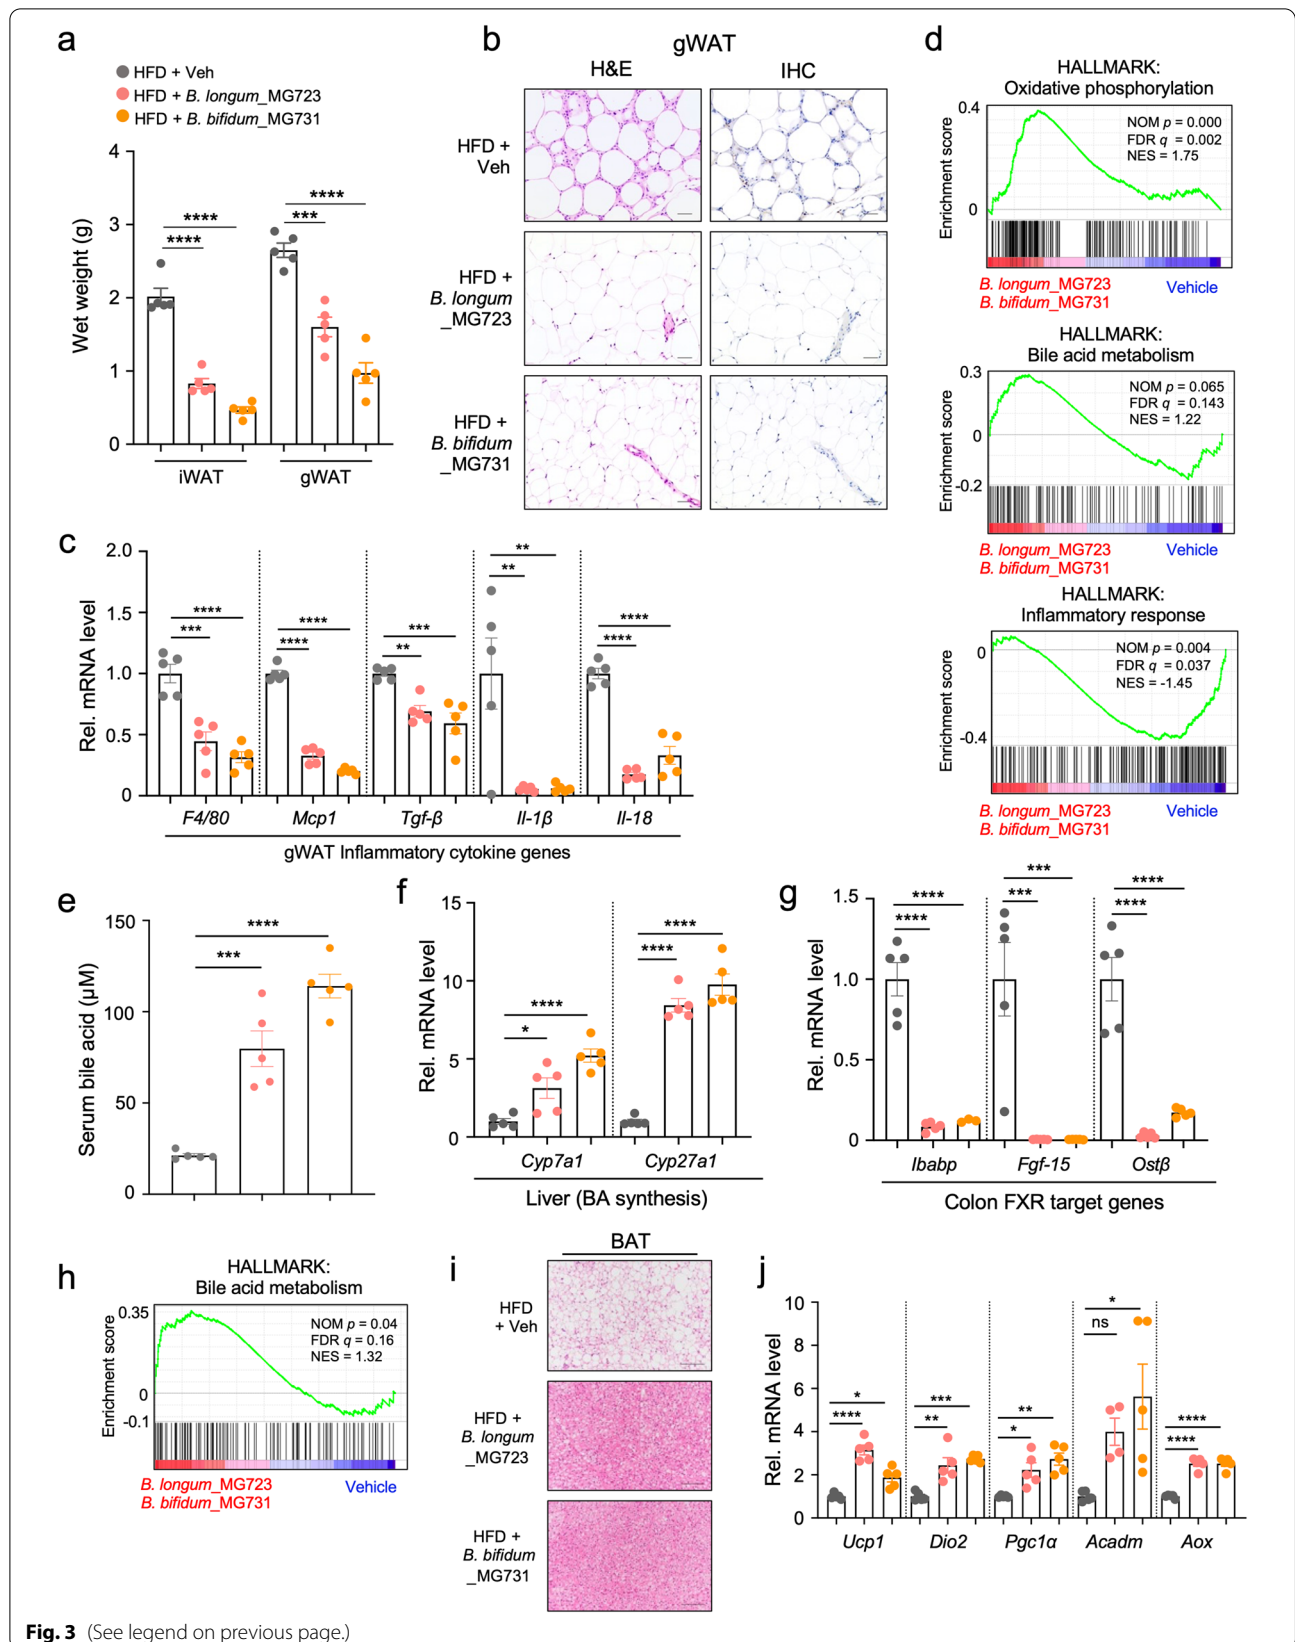 a
HFD + Veh
HFD + B. longum_MG723
HFD + B. bifidum_MG731
Wet weight (g)
4
3
2
1
0
****
****
****
***
iWAT
gWAT
b
gWAT
H&E
IHC
HFD +
Veh
HFD +
B. longum
_MG723
HFD +
B. bifidum
_MG731
c
Rel. mRNA level
2.0
1.5
1.0
0.5
0
****
***
****
****
***
**
**
**
****
****
F4/80
Mcp1
Tgf-β
Il-1β
Il-18
gWAT Inflammatory cytokine genes
d
HALLMARK:
Oxidative phosphorylation
Enrichment score
0.4
0
NOM p = 0.000
FDR q = 0.002
NES = 1.75
B. longum_MG723
B. bifidum_MG731
Vehicle
HALLMARK:
Bile acid metabolism
Enrichment score
0.3
0
-0.2
NOM p = 0.065
FDR q = 0.143
NES = 1.22
B. longum_MG723
B. bifidum_MG731
Vehicle
HALLMARK:
Inflammatory response
Enrichment score
0
-0.4
NOM p = 0.004
FDR q = 0.037
NES = -1.45
B. longum_MG723
B. bifidum_MG731
Vehicle
e
Serum bile acid (µM)
150
100
50
0
****
***
f
Rel. mRNA level
15
10
5
0
****
*
****
****
Cyp7a1
Cyp27a1
Liver (BA synthesis)
g
Rel. mRNA level
1.5
1.0
0.5
0
****
****
***
***
****
****
Ibabp
Fgf-15
Ostβ
Colon FXR target genes
h
HALLMARK:
Bile acid metabolism
Enrichment score
0.35
0
-0.1
NOM p = 0.04
FDR q = 0.16
NES = 1.32
B. longum_MG723
B. bifidum_MG731
Vehicle
i
BAT
HFD
+ Veh
HFD +
B. longum
_MG723
HFD +
B. bifidum
_MG731
j
Rel. mRNA level
10
8
6
4
2
0
*
****
***
**
**
*
*
ns
****
****
Ucp1
Dio2
Pgc1α
Acadm
Aox
Fig. 3 (See legend on previous page.)